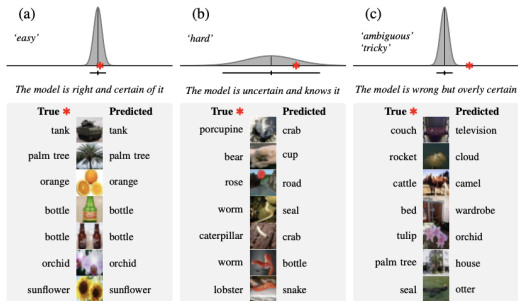 (a)
'easy'
The model is right and certain of it
True * Predicted
tank tank
palm tree palm tree
orange orange
bottle bottle
bottle bottle
orchid orchid
sunflower sunflower
(b)
'hard'
The model is uncertain and knows it
True * Predicted
porcupine crab
bear cup
rose road
worm seal
caterpillar crab
worm bottle
lobster snake
(c)
'ambiguous'
'tricky'
The model is wrong but overly certain
True * Predicted
couch television
rocket cloud
cattle camel
bed wardrobe
tulip orchid
palm tree house
seal otter